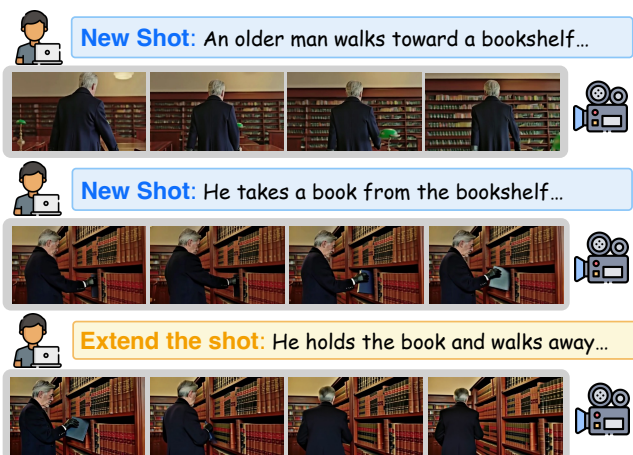 New Shot: An older man walks toward a bookshelf…
New Shot: He takes a book from the bookshelf…
Extend the shot: He holds the book and walks away…